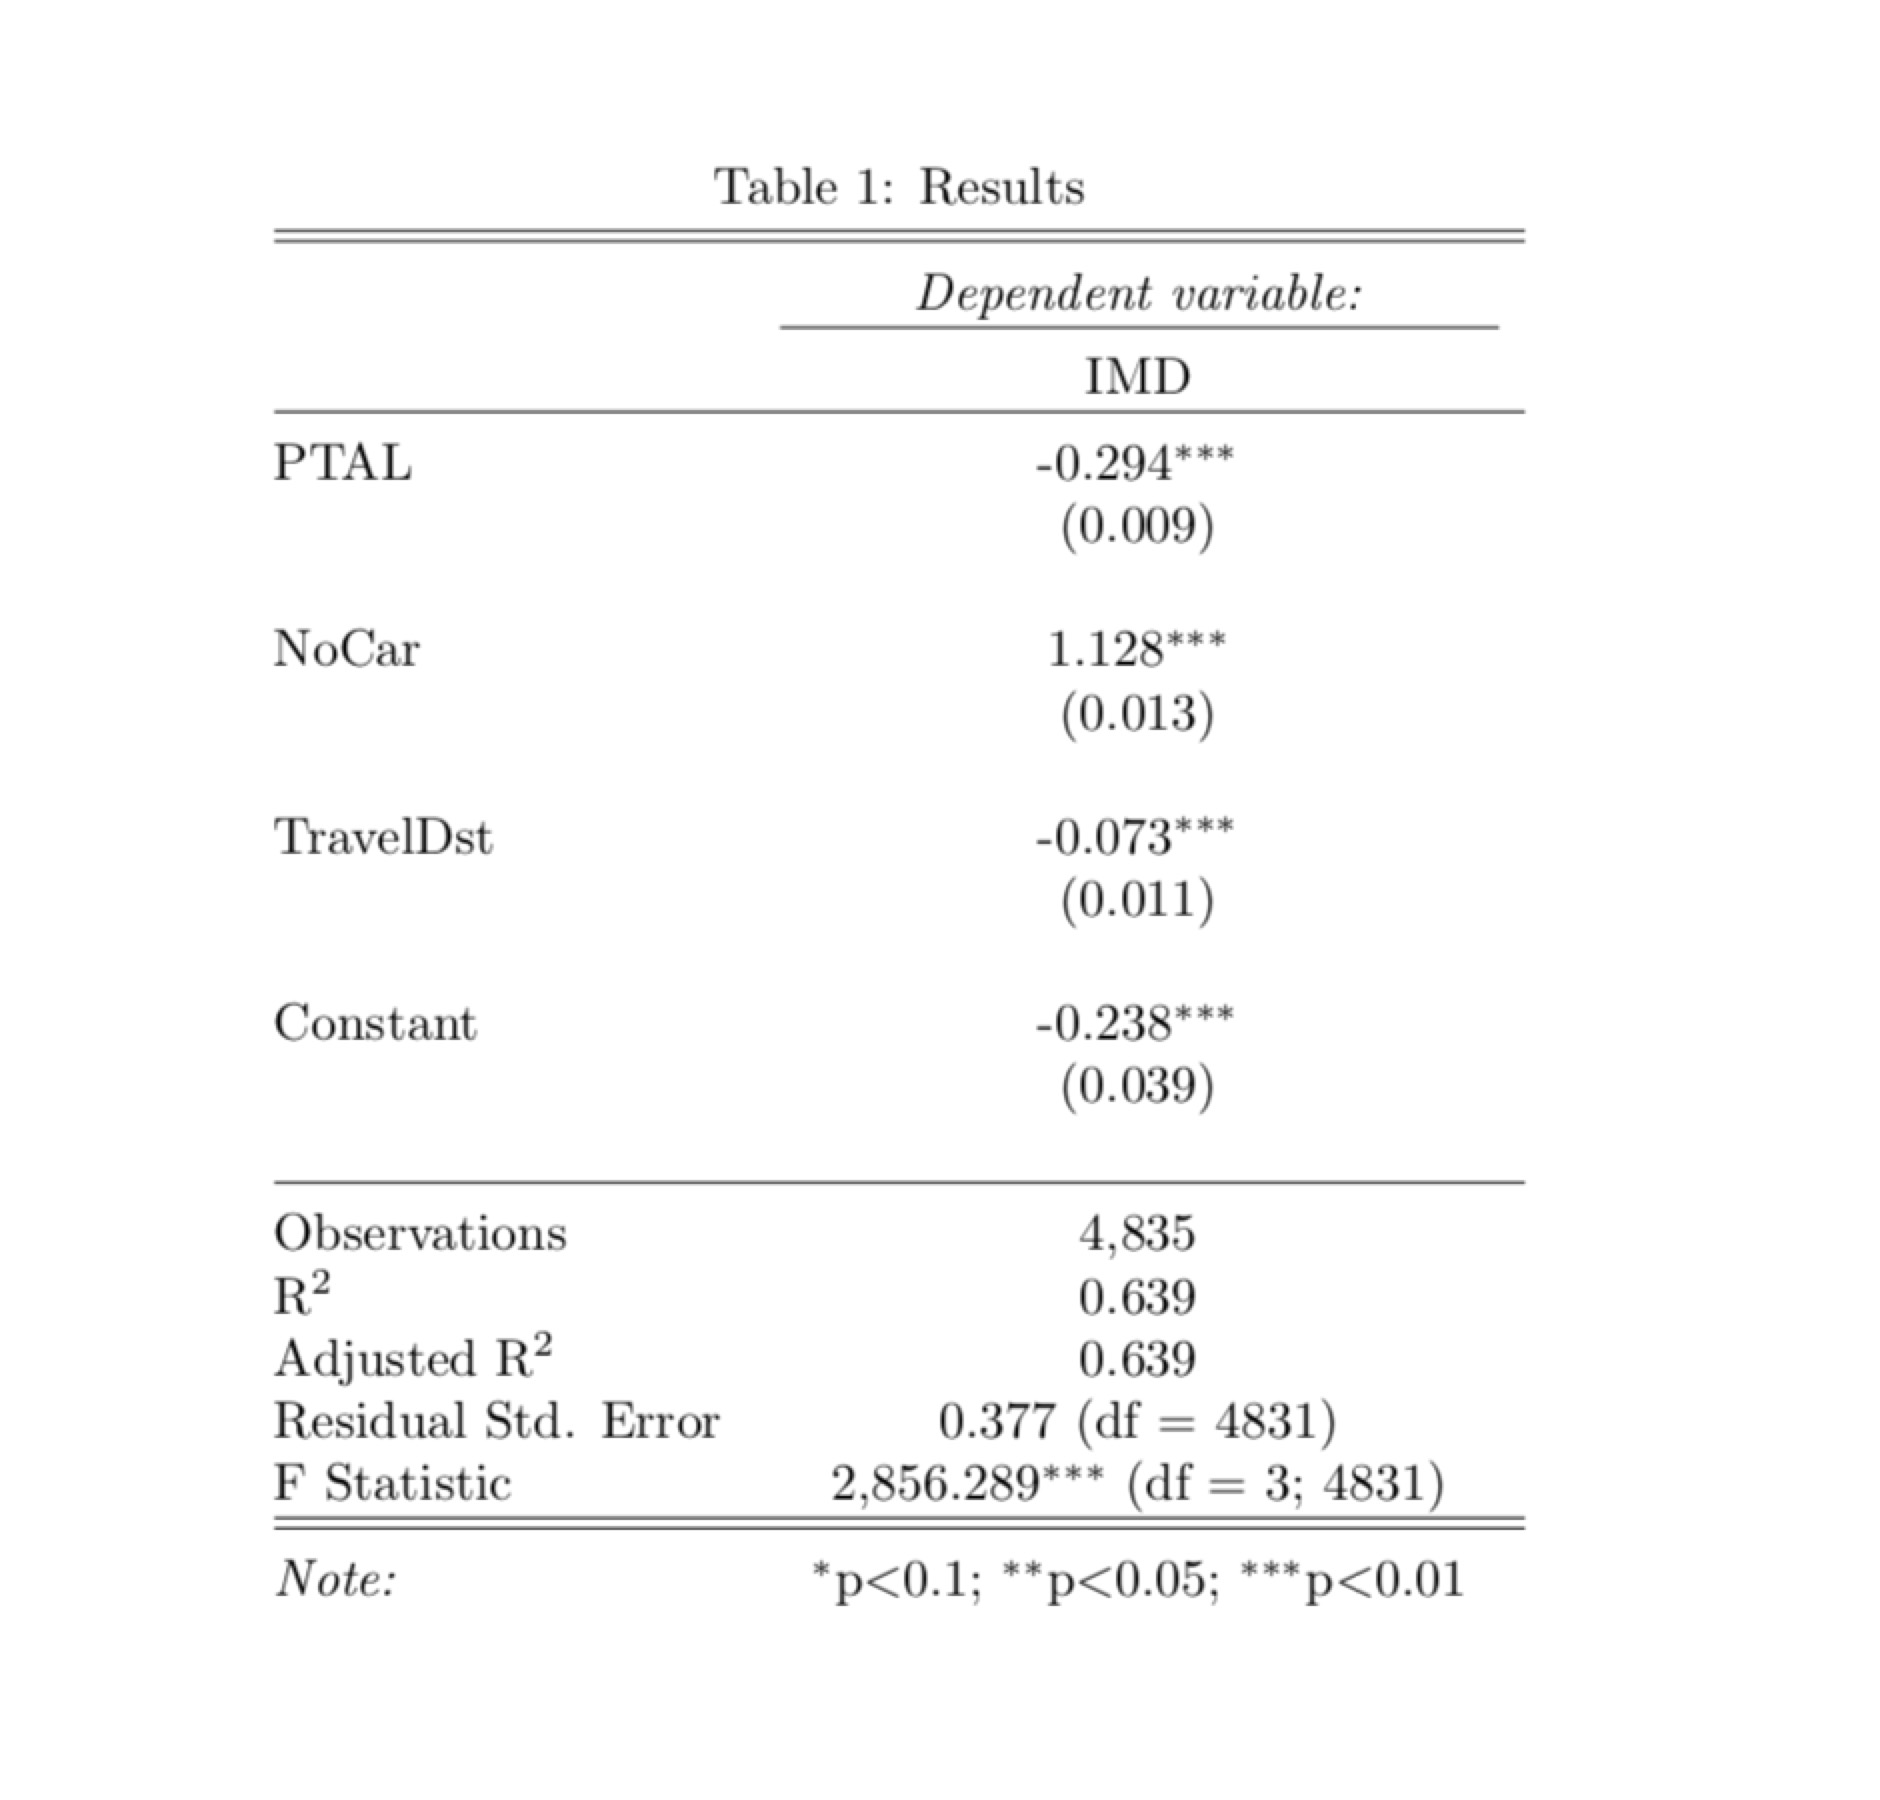 Table 1: Results
Dependent variable:
IMD
PTAL -0.294***
(0.009)
NoCar 1.128***
(0.013)
TravelDst -0.073***
(0.011)
Constant -0.238***
(0.039)
Observations 4,835
R² 0.639
Adjusted R² 0.639
Residual Std. Error 0.377 (df = 4831)
F Statistic 2,856.289*** (df = 3; 4831)
Note: *p<0.1; **p<0.05; ***p<0.01